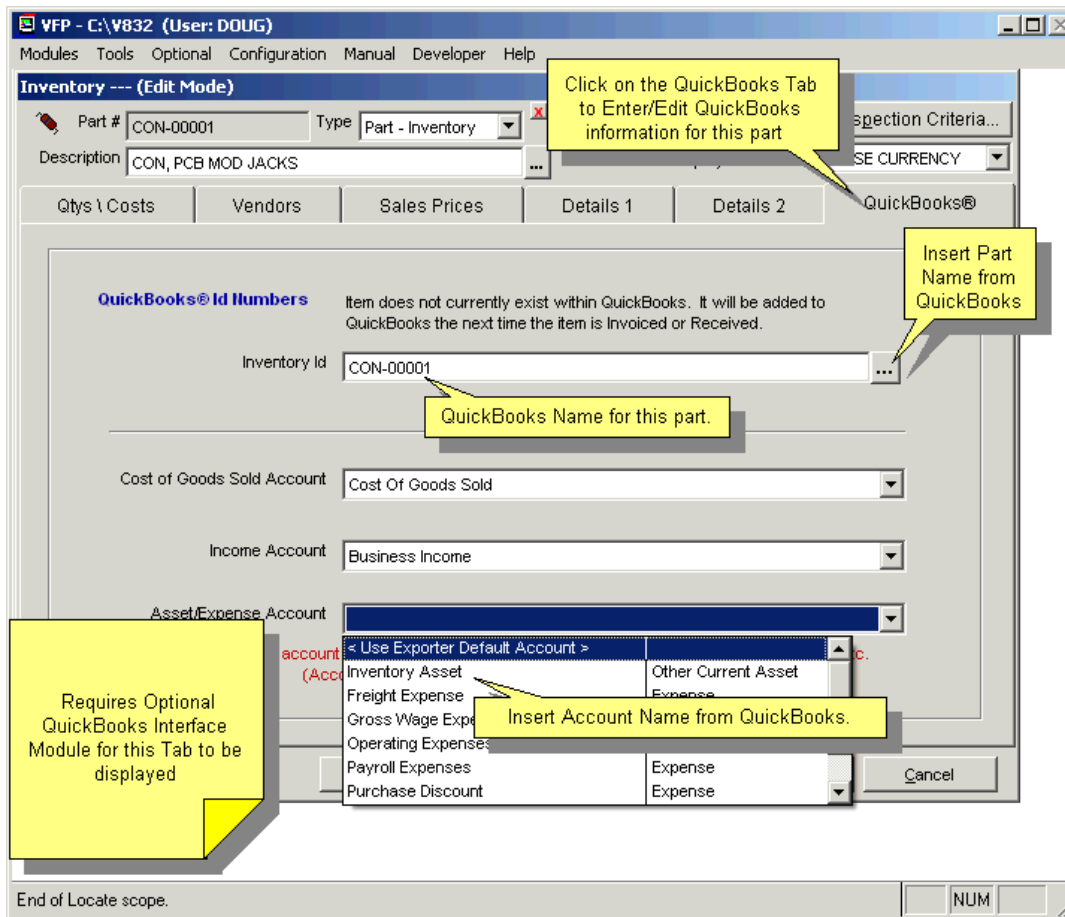 VFP - C:\V832 (User: DOUG)
Modules Tools Optional Configuration Manual Developer Help
Inventory --- (Edit Mode)
Click on the QuickBooks Tab
to Enter/Edit QuickBooks
information for this part
Part # CON-00001 Type Part - Inventory x
spection Criteria...
Description CON, PCB MOD JACKS ...
SE CURRENCY
Qtys \ Costs Vendors Sales Prices Details 1 Details 2 QuickBooks®
Insert Part
Name from
QuickBooks
QuickBooks® Id Numbers
Item does not currently exist within QuickBooks. It will be added to
QuickBooks the next time the item is Invoiced or Received.
Inventory Id CON-00001 ...
QuickBooks Name for this part.
Cost of Goods Sold Account Cost Of Goods Sold
Income Account Business Income
Asset/Expense Account
account
(Acc
c.
< Use Exporter Default Account >
Inventory Asset Other Current Asset
Freight Expense Expense
Gross Wage Expe
Insert Account Name from QuickBooks.
Operating Expenses
Payroll Expenses Expense
Purchase Discount Expense
Requires Optional
QuickBooks Interface
Module for this Tab to be
displayed
Cancel
End of Locate scope.
NUM